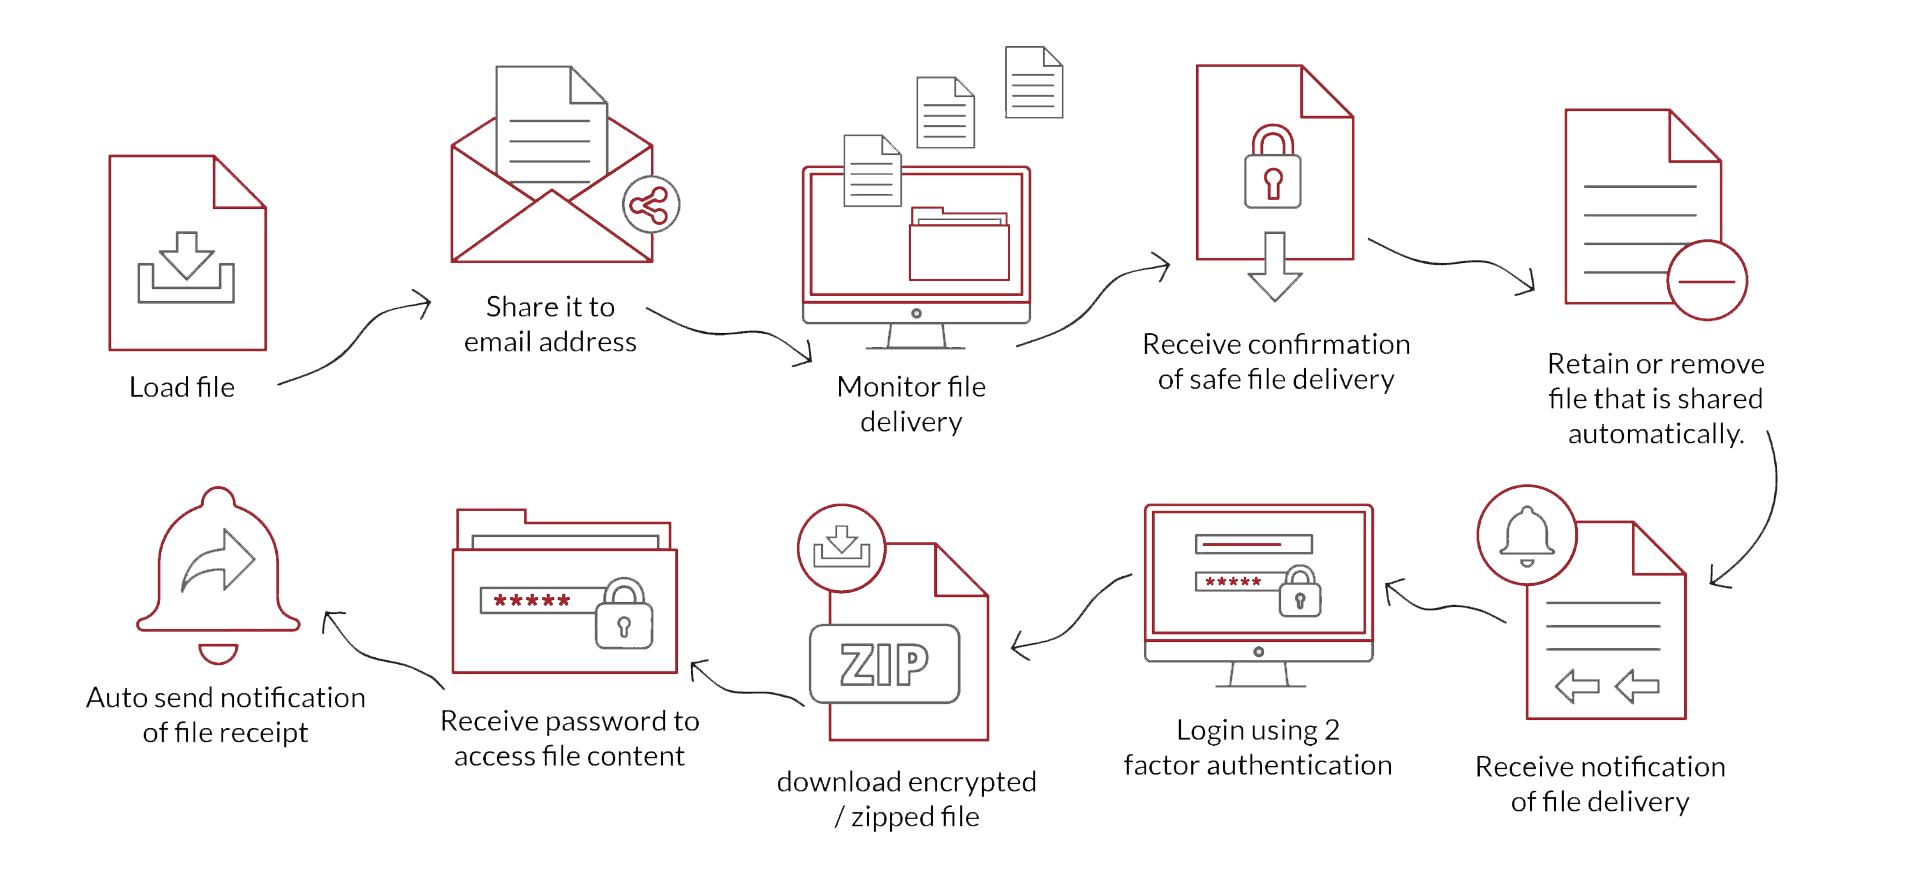 Load file
Share it to
email address
Monitor file
delivery
Receive confirmation
of safe file delivery
Retain or remove
file that is shared
automatically.
Receive notification
of file delivery
*****
Login using 2
factor authentication
ZIP
download encrypted
/ zipped file
*****
Receive password to
access file content
Auto send notification
of file receipt